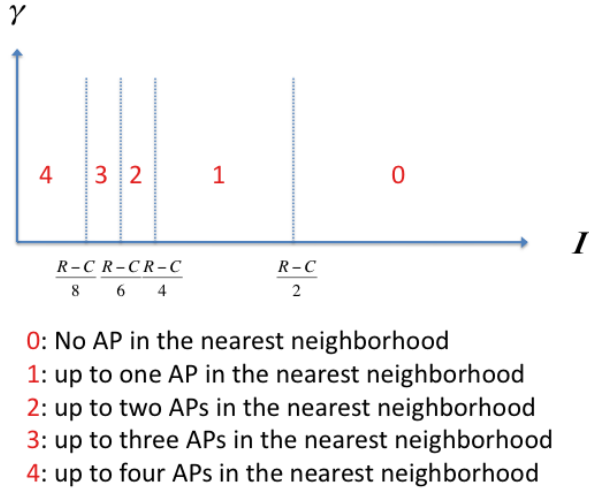 γ
4 3 2 1 0
I
R – C R – C R – C R – C
8 6 4 2
0: No AP in the nearest neighborhood
1: up to one AP in the nearest neighborhood
2: up to two APs in the nearest neighborhood
3: up to three APs in the nearest neighborhood
4: up to four APs in the nearest neighborhood